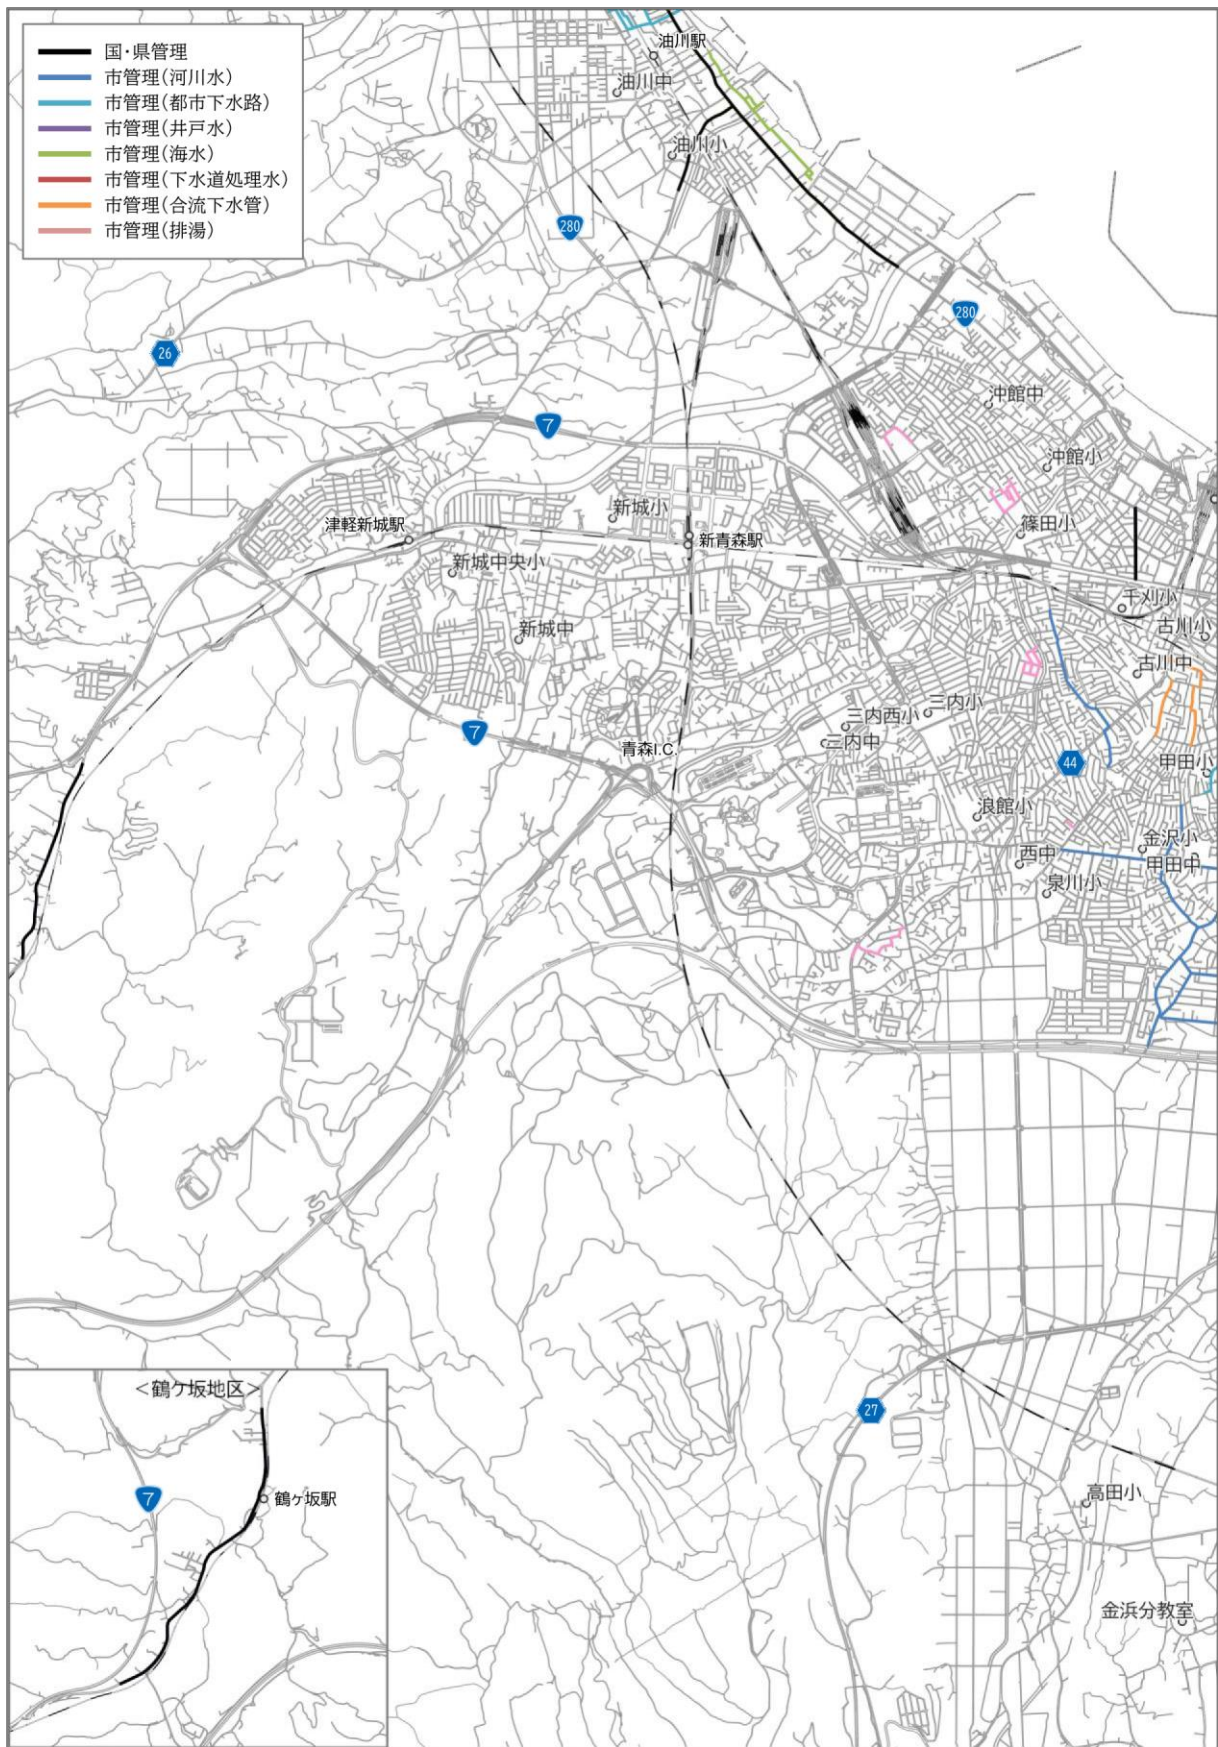 国・県管理
市管理(河川水)
市管理(都市下水路)
市管理(井戸水)
市管理(海水)
市管理(下水道処理水)
市管理(合流下水管)
市管理(排湯)
油川駅
油川中
油川小
280
280
26
沖館中
7
沖館小
新城小
津軽新城駅
篠田小
新青森駅
新城中央小
千刈小
新城中
古川小
古川中
三内小
三内西小
7
三内中
青森I.C.
甲田小
44
浪館小
金沢小
西中
甲田中
泉川小
<鶴ケ坂地区>
27
7
鶴ヶ坂駅
高田小
金浜分教室